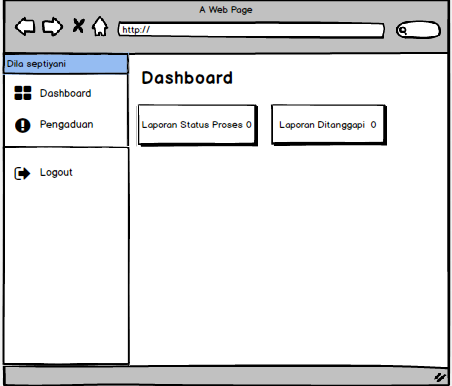 A Web Page
http://
Dila septiyani
Dashboard
Dashboard
Pengaduan
Laporan Status Proses 0
Laporan Ditanggapi 0
Logout